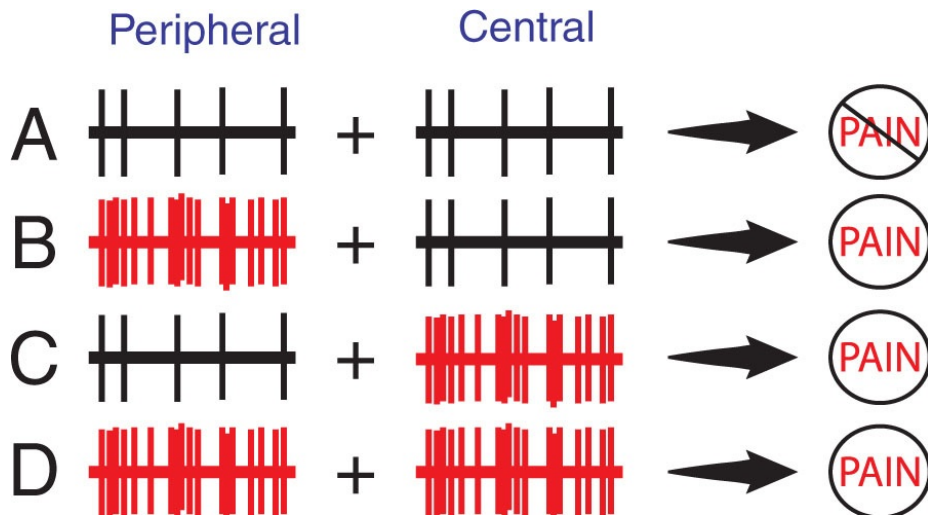 Peripheral Central
A + PAIN
B + PAIN
C + PAIN
D + PAIN